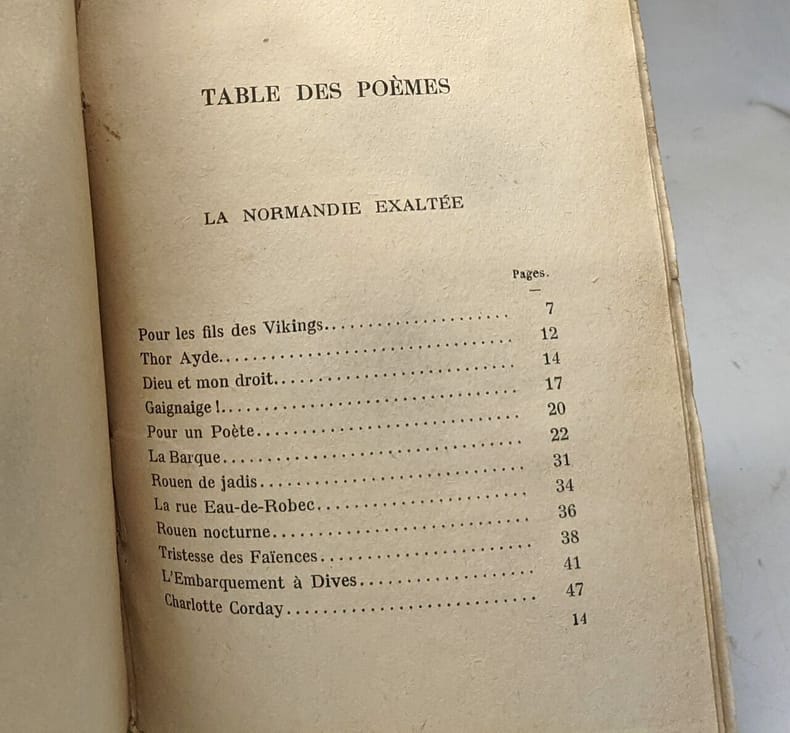 TABLE DES POÈMES
LA NORMANDIE EXALTÉE
Pages.
—
Pour les fils des Vikings........................ 7
Thor Ayde........................ 12
Dieu et mon droit........................ 14
Gaignaige !........................ 17
Pour un Poète........................ 20
La Barque........................ 22
Rouen de jadis........................ 31
La rue Eau-de-Robec........................ 34
Rouen nocturne........................ 36
Tristesse des Faïences........................ 38
L'Embarquement à Dives........................ 41
Charlotte Corday........................ 47
14